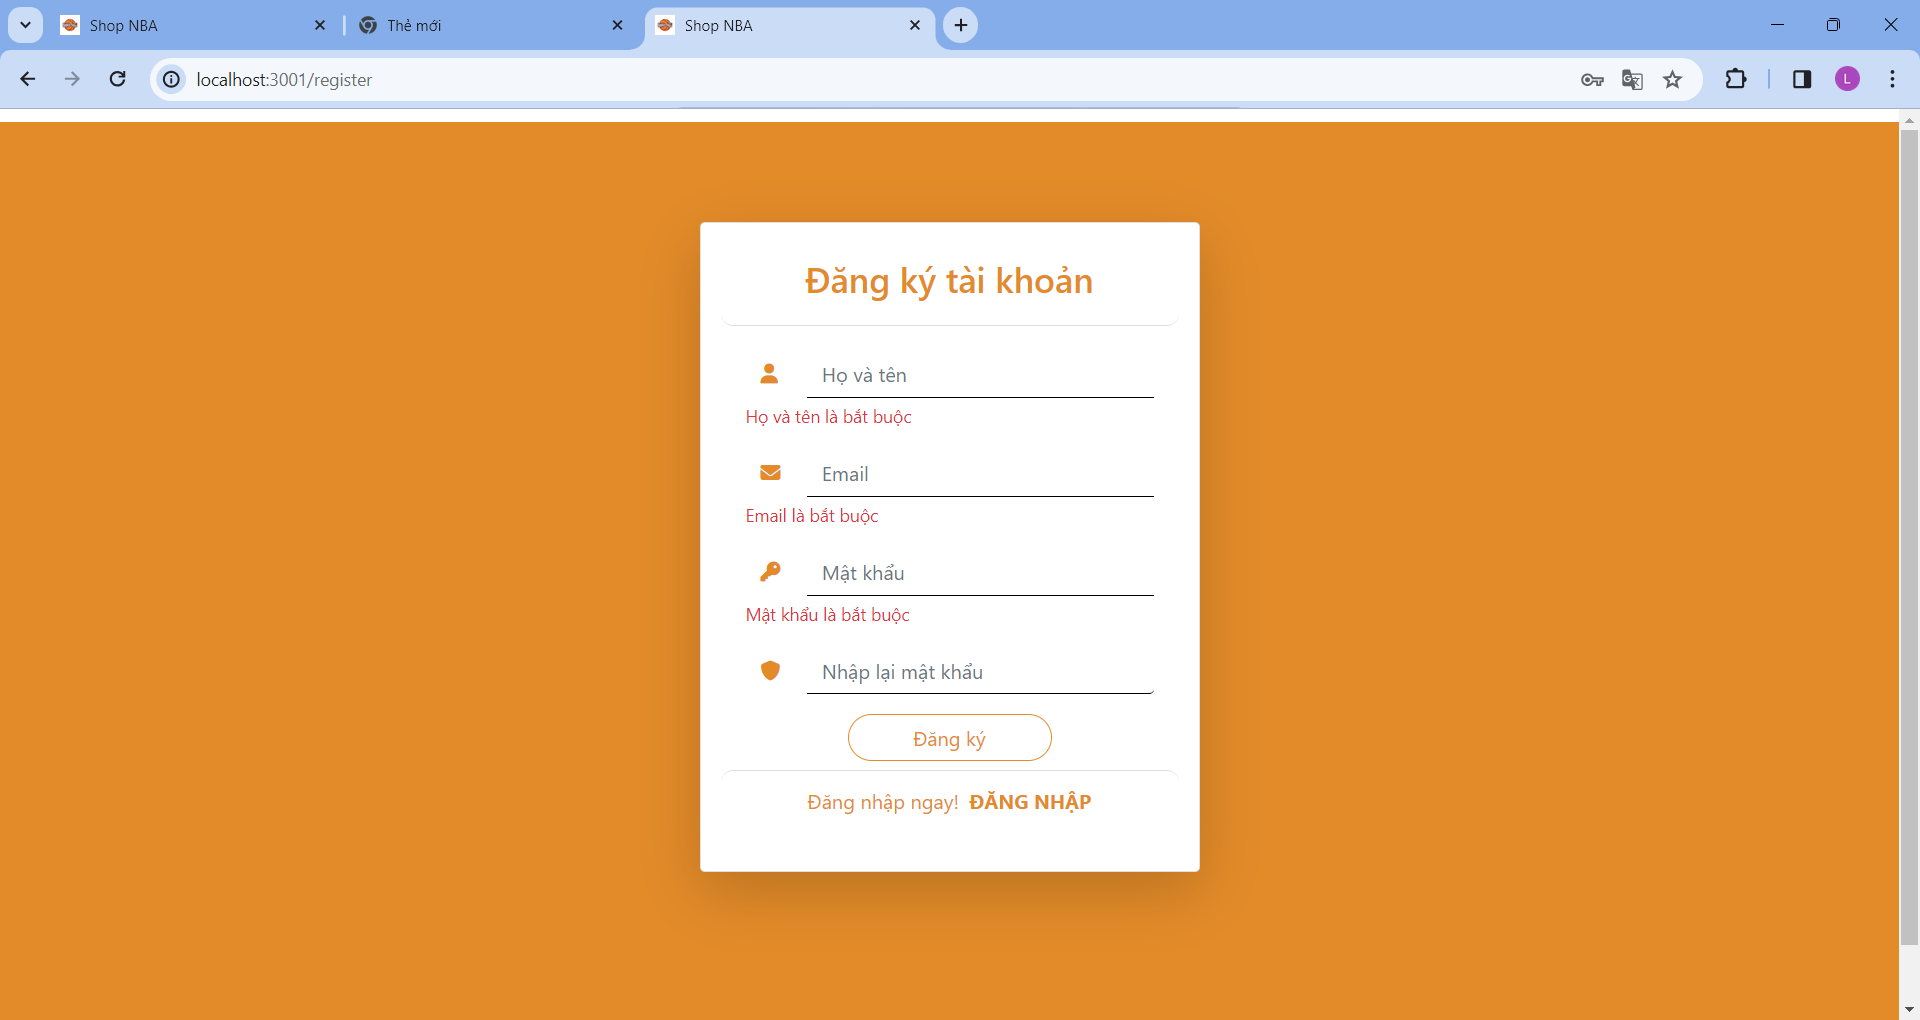 Shop NBA
Thẻ mới
Shop NBA
localhost:3001/register
L
Đăng ký tài khoản
Họ và tên
Họ và tên là bắt buộc
Email
Email là bắt buộc
Mật khẩu
Mật khẩu là bắt buộc
Nhập lại mật khẩu
Đăng ký
Đăng nhập ngay! ĐĂNG NHẬP